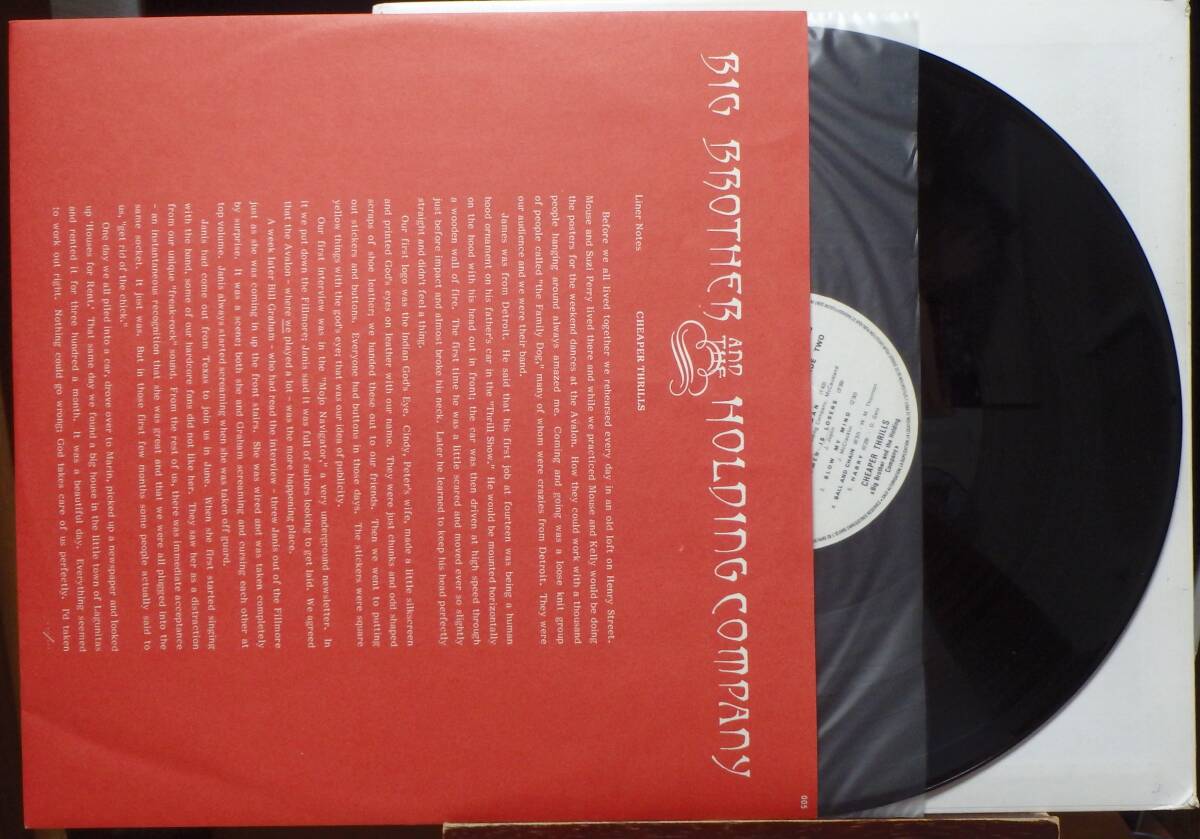 BIG BROTHER AND THE HOLDING COMPANY
Liner Notes
CHEAPER THRILLS
Before we all lived together we rehearsed every day in an old loft on Henry Street.
Mouse and Suzi Perry lived there and while we practiced Mouse and Kelly would be doing
the posters for the weekend dances at the Avalon. How they could work with a thousand
people hanging around always amazed me. Coming and going was a loose knit group
of people called "the Family Dog," many of whom were crazies from Detroit. They were
our audience and we were their band.
James was from Detroit. He said that his first job at fourteen was being a human
hood ornament on his father's car in the "Thrill Show." He would be mounted horizontally
on the hood with his head out in front; the car was then driven at high speed through
a wooden wall of fire. The first time he was a little scared and moved ever so slightly
just before impact and almost broke his neck. Later he learned to keep his head perfectly
straight and didn't feel a thing.
Our first logo was the Indian God's Eye. Cindy, Peter's wife, made a little silkscreen
and printed God's eyes on leather with our name. They were just chunks and odd shaped
scraps of shoe leather; we handed these out to our friends. Then we went to putting
out stickers and buttons. Everyone had buttons in those days. The stickers were square
yellow things with the god's eye; that was our idea of publicity.
Our first interview was in the "Mojo Navigator," a very underground newsletter. In
it we put down the Fillmore; Janis said it was full of sailors looking to get laid. We agreed
that the Avalon - where we played a lot - was the more happening place.
A week later Bill Graham - who had read the interview - threw Janis out of the Fillmore
just as she was coming in up the front stairs. She was wired and was taken completely
by surprise. It was a scene; both she and Graham screaming and cursing each other at
top volume. Janis always started screaming when she was taken off guard.
Janis had come out from Texas to join us in June. When she first started singing
with the band, some of our hardcore fans did not like her. They saw her as a distraction
from our unique "freak-rock" sound. From the rest of us, there was immediate acceptance
- an instantaneous recognition that she was great and that we were all plugged into the
same socket. It just was. But in those first few months some people actually said to
us, "get rid of the chick."
One day we all piled into a car, drove over to Marin, picked up a newspaper and looked
up 'Houses for Rent.' That same day we found a big house in the little town of Lagunitas
and rented it for three hundred a month. It was a beautiful day. Everything seemed
to work out right. Nothing could go wrong. God takes care of us perfectly. I'd taken
005
DE TWO
IS LOSERS
BLOW MY MIND
4. BALL AND CHAIN
5. HARRY
CHEAPER THRILLS
«Big Brother and the Holding
Company»